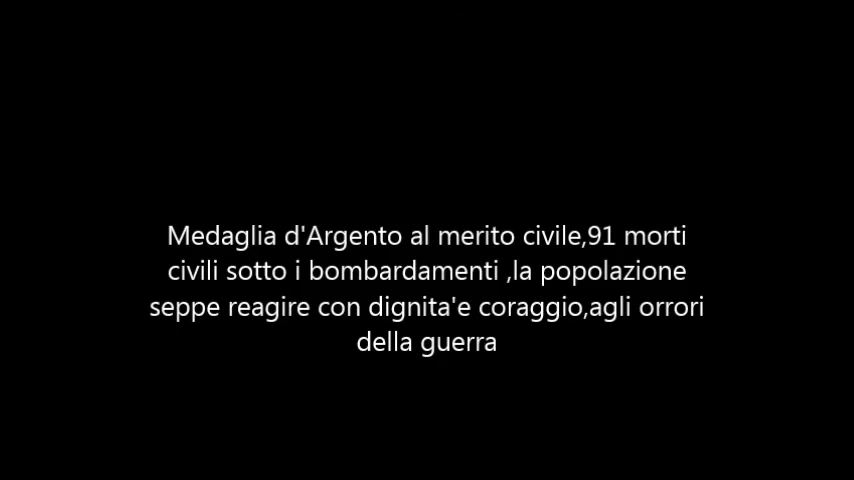 Medaglia d'Argento al merito civile,91 morti
civili sotto i bombardamenti ,la popolazione
seppe reagire con dignita'e coraggio,agli orrori
della guerra